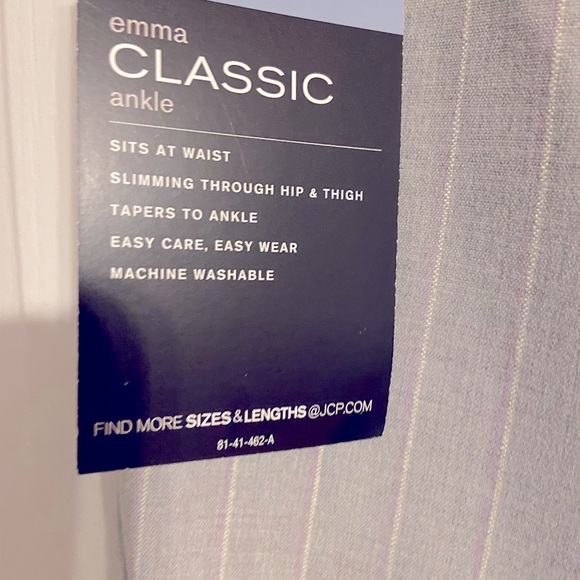 emma
CLASSIC
ankle
SITS AT WAIST
SLIMMING THROUGH HIP & THIGH
TAPERS TO ANKLE
EASY CARE, EASY WEAR
MACHINE WASHABLE
FIND MORE SIZES & LENGTHS @JCP.COM
81-41-462-A